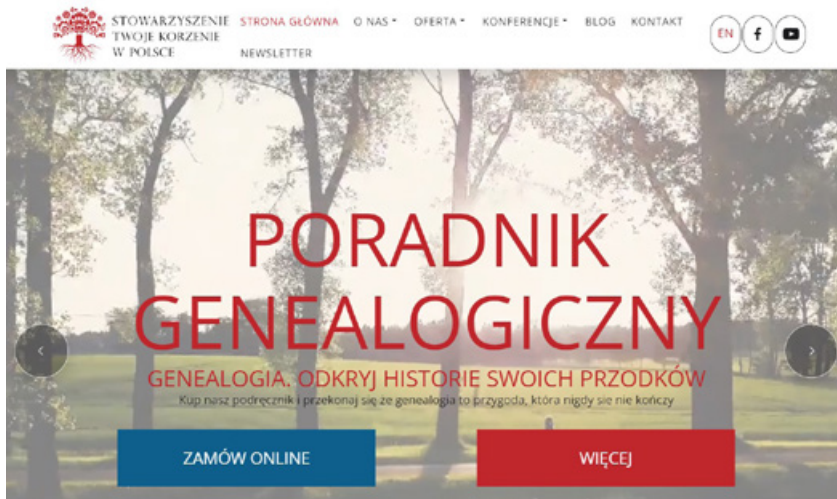 STOWARZYSZENIE
TWOJE KORZENIE
W POLSCE
STRONA GŁÓWNA O NAS OFERTA KONFERENCJE BLOG KONTAKT
NEWSLETTER
EN
PORADNIK
GENEALOGICZNY
GENEALOGIA. ODKRYJ HISTORIE SWOICH PRZODKÓW
Kup nasz podręcznik i przekonaj się że genealogia to przygoda, która nigdy sie nie kończy
ZAMÓW ONLINE
WIĘCEJ